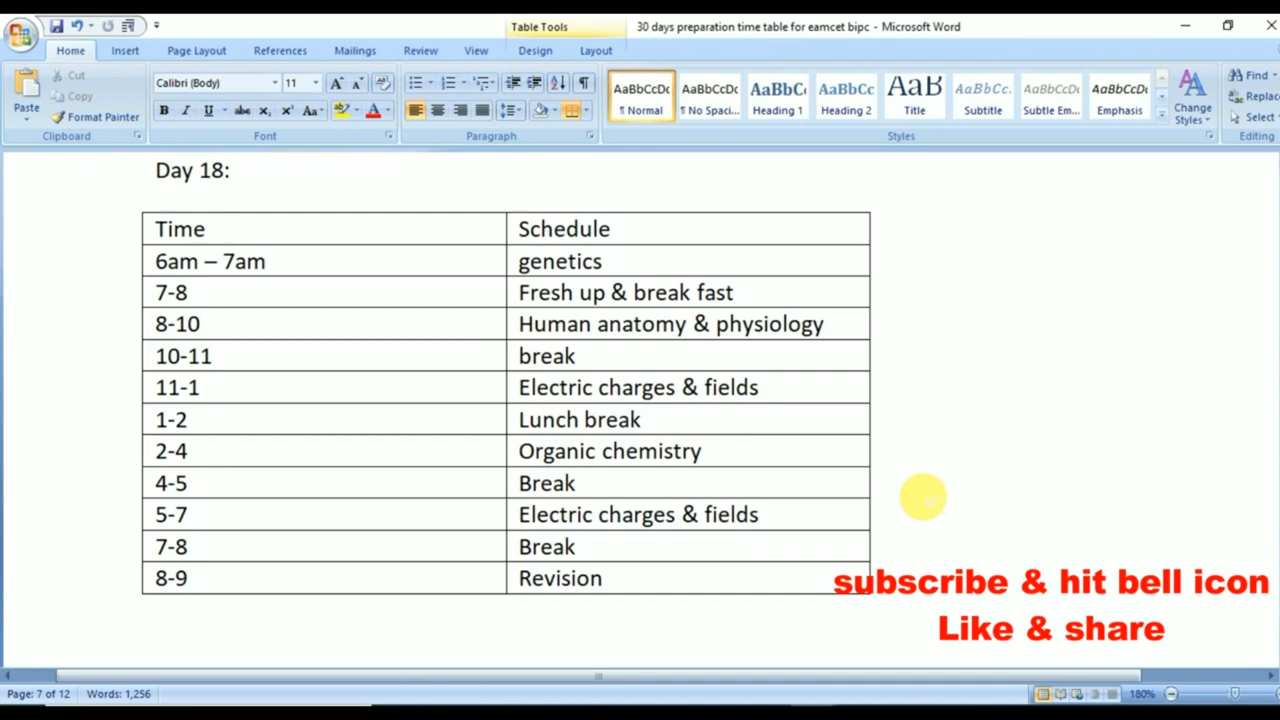 Table Tools
30 days preparation time table for eamcet bipc - Microsoft Word
Home Insert Page Layout References Mailings Review View Design Layout
Paste
Cut
Copy
Format Painter
Clipboard
Calibri (Body) 11
Font
Paragraph
AaBbCcDc AaBbCcDc AaBbCc AaBbCc AaB AaBbCc. AaBbCcDc AaBbCcDc
¶ Normal ¶ No Spaci... Heading 1 Heading 2 Title Subtitle Subtle Em... Emphasis
Change Styles
Styles
Find
Replace
Select
Editing
Day 18:
Time Schedule
6am – 7am genetics
7-8 Fresh up & break fast
8-10 Human anatomy & physiology
10-11 break
11-1 Electric charges & fields
1-2 Lunch break
2-4 Organic chemistry
4-5 Break
5-7 Electric charges & fields
7-8 Break
8-9 Revision
subscribe & hit bell icon
Like & share
Page: 7 of 12 Words: 1,256 180%